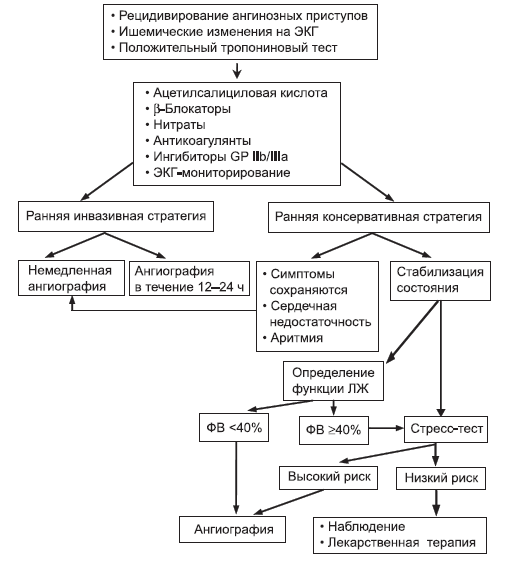 • Рецидивирование ангинозных приступов
• Ишемические изменения на ЭКГ
• Положительный тропониновый тест
• Ацетилсалициловая кислота
• β–Блокаторы
• Нитраты
• Антикоагулянты
• Ингибиторы GP IIb/IIIa
• ЭКГ-мониторирование
Ранняя инвазивная стратегия
Ранняя консервативная стратегия
Немедленная
ангиография
Ангиография
в течение 12–24 ч
• Симптомы
сохраняются
• Сердечная
недостаточность
• Аритмия
Стабилизация
состояния
Определение
функции ЛЖ
ФВ <40%
ФВ ≥40%
Стресс-тест
Высокий риск
Низкий риск
Ангиография
• Наблюдение
• Лекарственная терапия